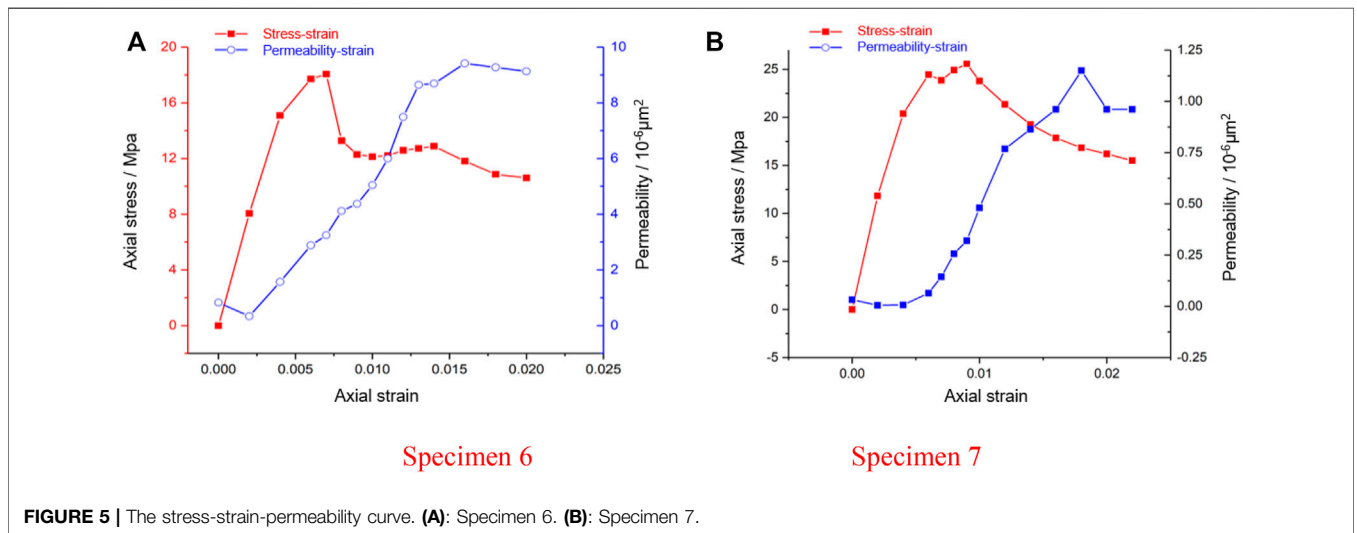 A
Stress-strain
Permeability-strain
20
16
12
8
4
0
Axial stress / Mpa
10
8
6
4
2
0
Permeability / 10⁻⁶μm²
0.000 0.005 0.010 0.015 0.020 0.025
Axial strain
Specimen 6
B
Stress-strain
Permeability-strain
25
20
15
10
5
0
-5
Axial stress / Mpa
1.25
1.00
0.75
0.50
0.25
0.00
-0.25
Permeability / 10⁻⁶μm²
0.00 0.01 0.02
Axial strain
Specimen 7
FIGURE 5 | The stress-strain-permeability curve. (A): Specimen 6. (B): Specimen 7.